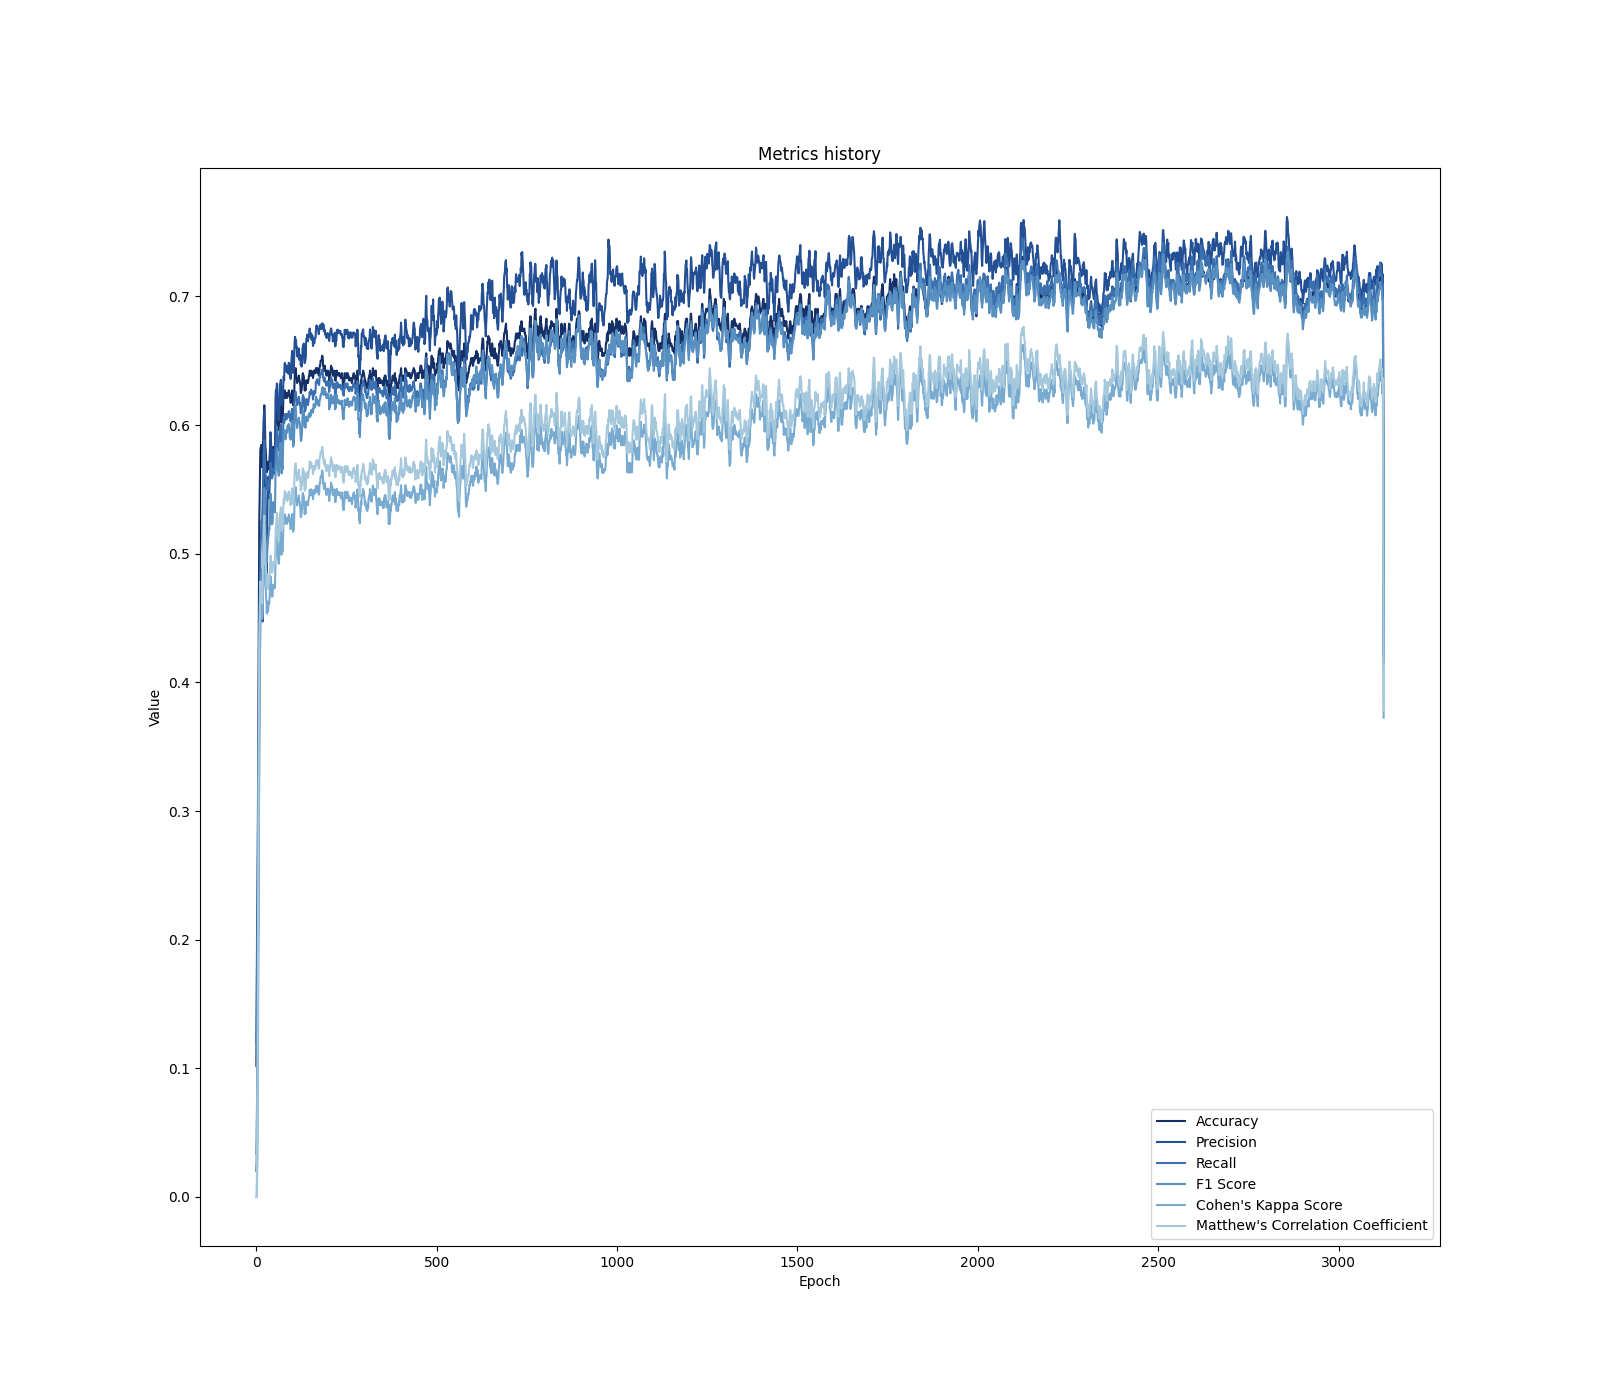 Metrics history
Value
0.7
0.6
0.5
0.4
0.3
0.2
0.1
0.0
0
500
1000
1500
2000
2500
3000
Epoch
Accuracy
Precision
Recall
F1 Score
Cohen's Kappa Score
Matthew's Correlation Coefficient